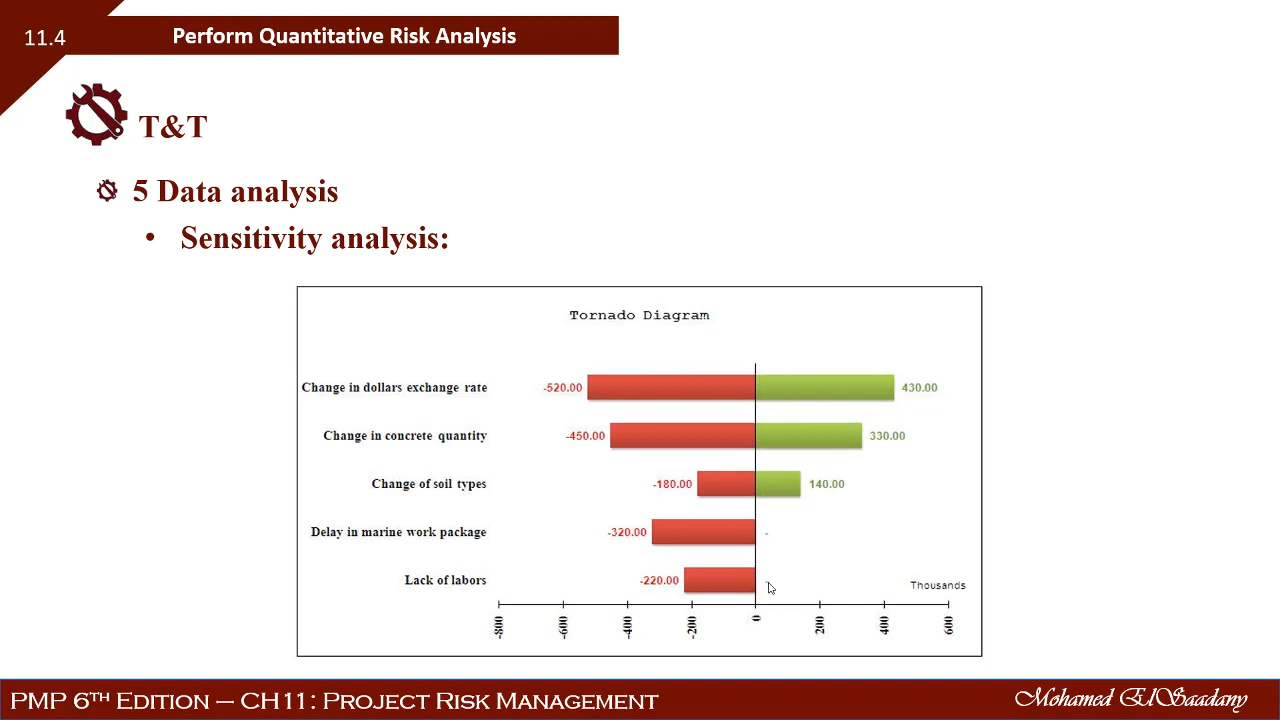 11.4
Perform Quantitative Risk Analysis
T&T
5 Data analysis
• Sensitivity analysis:
Tornado Diagram
Change in dollars exchange rate -520.00 430.00
Change in concrete quantity -450.00 330.00
Change of soil types -180.00 140.00
Delay in marine work package -320.00 -
Lack of labors -220.00 -
Thousands
-800 -600 -400 -200 0 200 400 600
PMP 6TH Edition – CH11: Project Risk Management
Mohamed ElSaadany